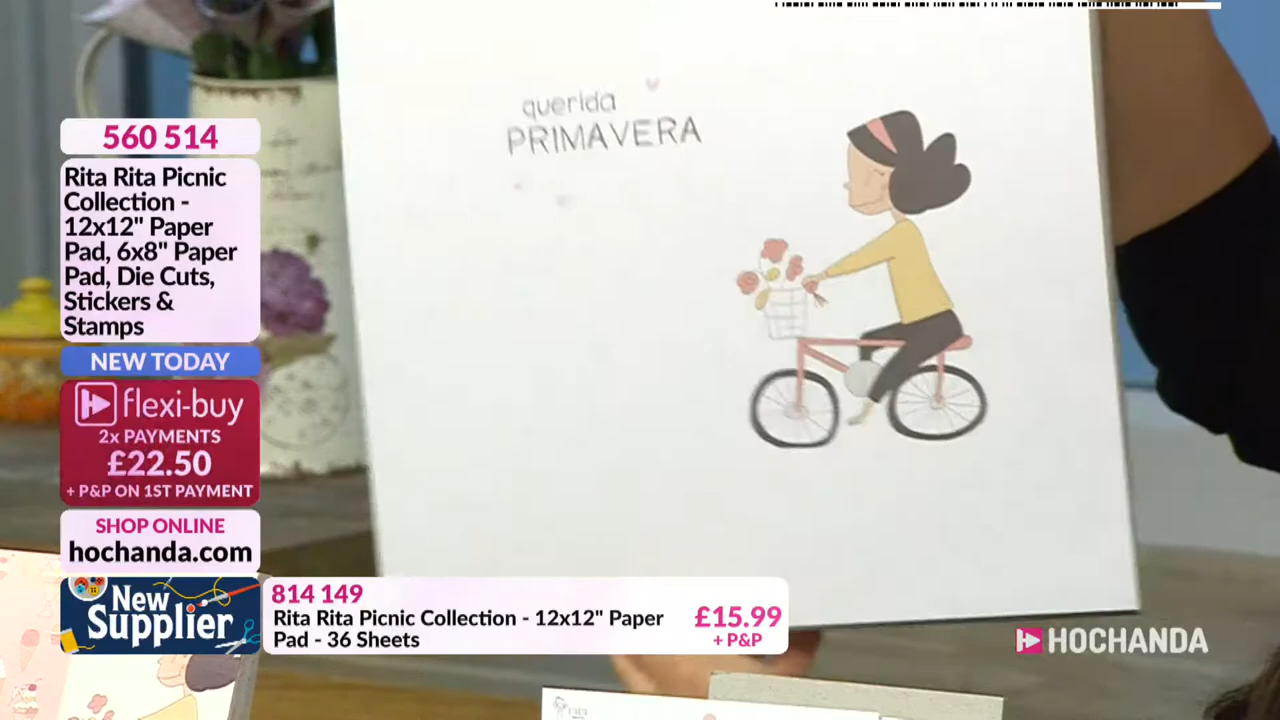 querida
PRIMAVERA
560 514
Rita Rita Picnic
Collection -
12x12" Paper
Pad, 6x8" Paper
Pad, Die Cuts,
Stickers &
Stamps
NEW TODAY
flexi-buy
2x PAYMENTS
£22.50
+ P&P ON 1ST PAYMENT
SHOP ONLINE
hochanda.com
New
Supplier
814 149
Rita Rita Picnic Collection - 12x12" Paper
Pad - 36 Sheets
£15.99
+ P&P
HOCHANDA